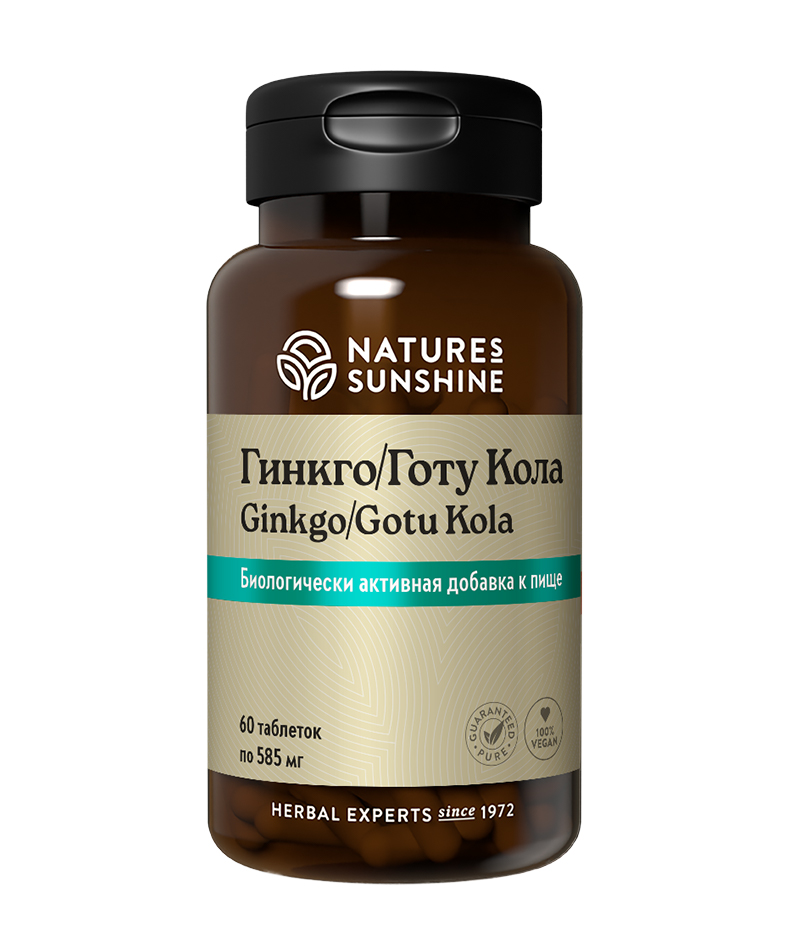 NATURE'S
SUNSHINE
Гинкго/Готу Кола
Ginkgo/Gotu Kola
Биологически активная добавка к пище
60 таблеток
по 585 мг
GUARANTEED
PURE
100%
VEGAN
HERBAL EXPERTS since 1972